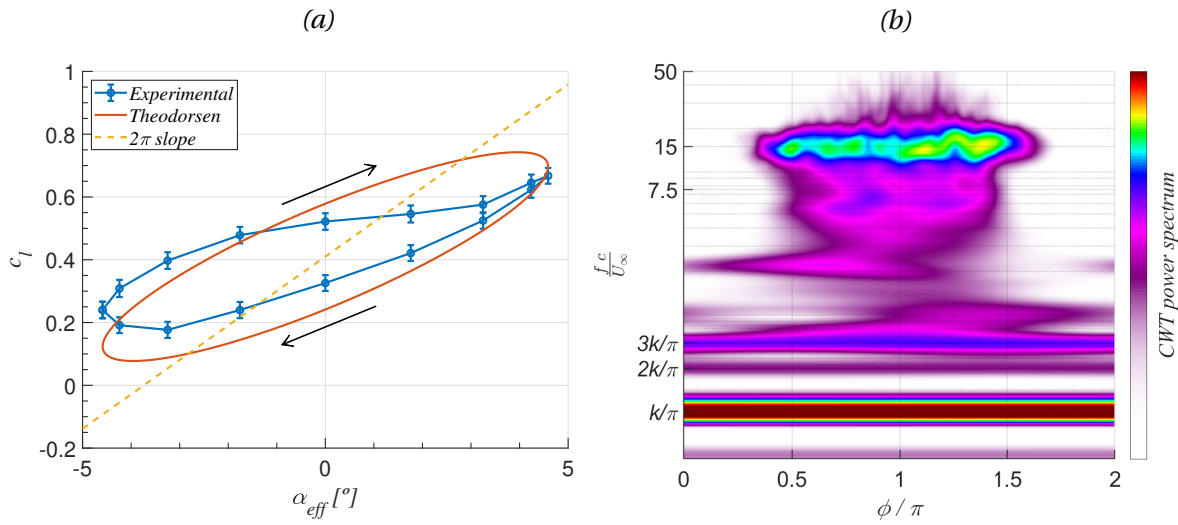 (a)
(b)
Experimental
Theodorsen
2π slope
1
0.8
0.6
0.4
0.2
0
-0.2
c_l
-5
0
5
α_eff [º]
50
15
7.5
3k/π
2k/π
k/π
f c / U_∞
0
0.5
1
1.5
2
ϕ / π
CWT power spectrum